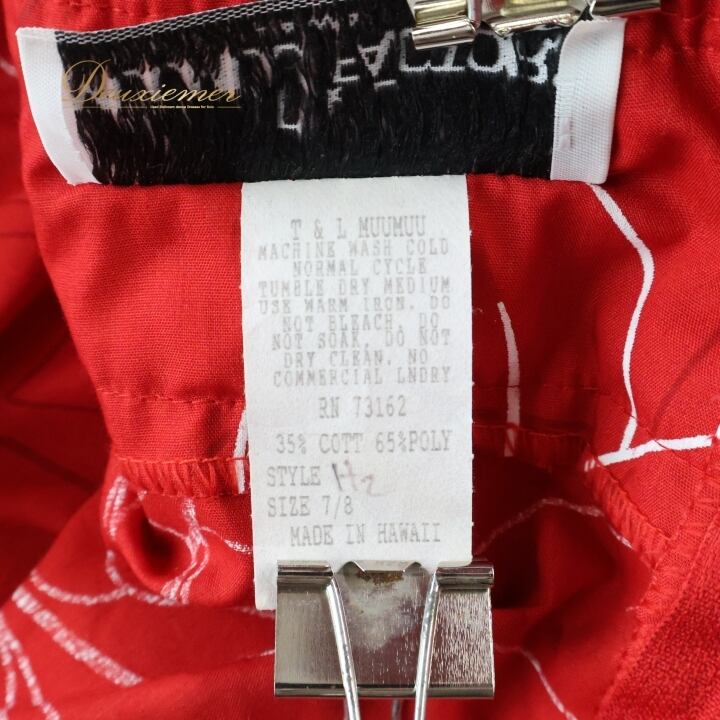 Deuxiemer
T & L MUUMUU
MACHINE WASH COLD
NORMAL CYCLE
TUMBLE DRY MEDIUM
USE WARM IRON. DO
NOT BLEACH, DO
NOT SOAK, DO NOT
DRY CLEAN. NO
COMMERCIAL LNDRY
RN 73162
35% COTT 65%POLY
STYLE H2
SIZE 7/8
MADE IN HAWAII